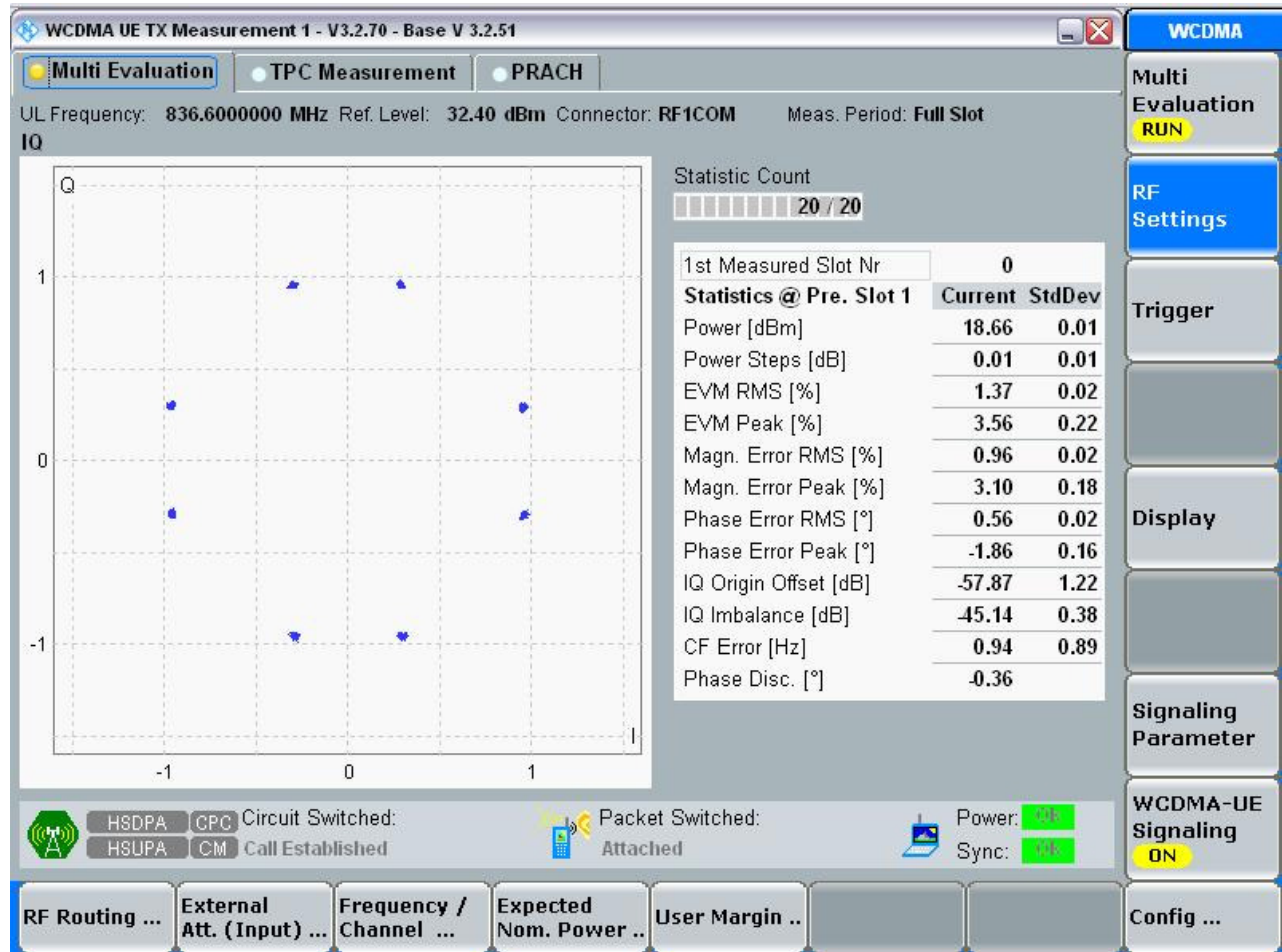 WCDMA UE TX Measurement 1 - V3.2.70 - Base V 3.2.51
WCDMA
Multi Evaluation
TPC Measurement
PRACH
UL Frequency: 836.6000000 MHz Ref. Level: 32.40 dBm Connector: RF1COM Meas. Period: Full Slot
IQ
Q
1
0
-1
-1 0 1
I
Statistic Count
20 / 20
1st Measured Slot Nr 0
Statistics @ Pre. Slot 1 Current StdDev
Power [dBm] 18.66 0.01
Power Steps [dB] 0.01 0.01
EVM RMS [%] 1.37 0.02
EVM Peak [%] 3.56 0.22
Magn. Error RMS [%] 0.96 0.02
Magn. Error Peak [%] 3.10 0.18
Phase Error RMS [°] 0.56 0.02
Phase Error Peak [°] -1.86 0.16
IQ Origin Offset [dB] -57.87 1.22
IQ Imbalance [dB] -45.14 0.38
CF Error [Hz] 0.94 0.89
Phase Disc. [°] -0.36
HSDPA CPC Circuit Switched:
HSUPA CM Call Established
Packet Switched:
Attached
Power: Ok
Sync: Ok
Multi
Evaluation
RUN
RF
Settings
Trigger
Display
Signaling
Parameter
WCDMA-UE
Signaling
ON
RF Routing ...
External
Att. (Input) ...
Frequency /
Channel ...
Expected
Nom. Power ..
User Margin ..
Config ...